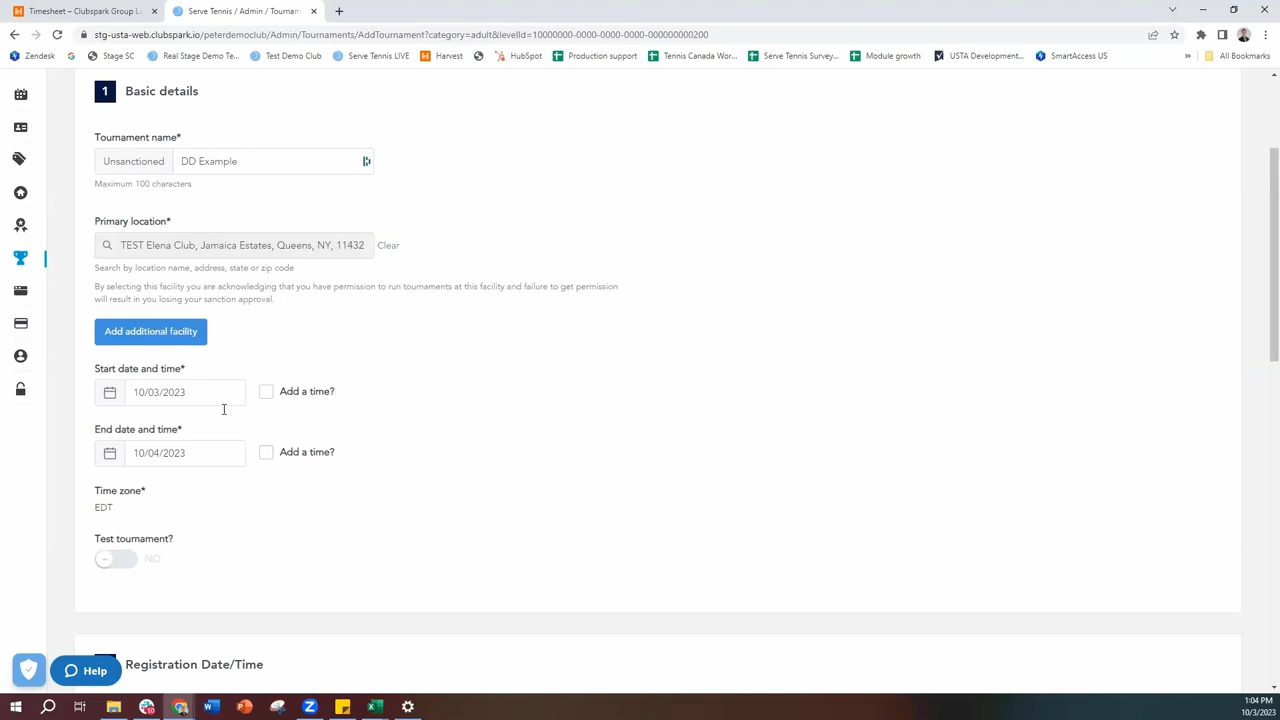 Timesheet – Clubspark Group Li
Serve Tennis / Admin / Tournam
stg-usta-web.clubspark.io/peterdemoclub/Admin/Tournaments/AddTournament?category=adult&levelId=10000000-0000-0000-0000-000000000200
Zendesk
Stage SC
Real Stage Demo Te...
Test Demo Club
Serve Tennis LIVE
Harvest
HubSpot
Production support
Tennis Canada Wor...
Serve Tennis Survey...
Module growth
USTA Development...
SmartAccess US
»
All Bookmarks
1 Basic details
Tournament name*
Unsanctioned DD Example
Maximum 100 characters
Primary location*
TEST Elena Club, Jamaica Estates, Queens, NY, 11432 Clear
Search by location name, address, state or zip code
By selecting this facility you are acknowledging that you have permission to run tournaments at this facility and failure to get permission
will result in you losing your sanction approval.
Add additional facility
Start date and time*
10/03/2023 Add a time?
End date and time*
10/04/2023 Add a time?
Time zone*
EDT
Test tournament?
NO
Registration Date/Time
Help
1:04 PM
10/3/2023